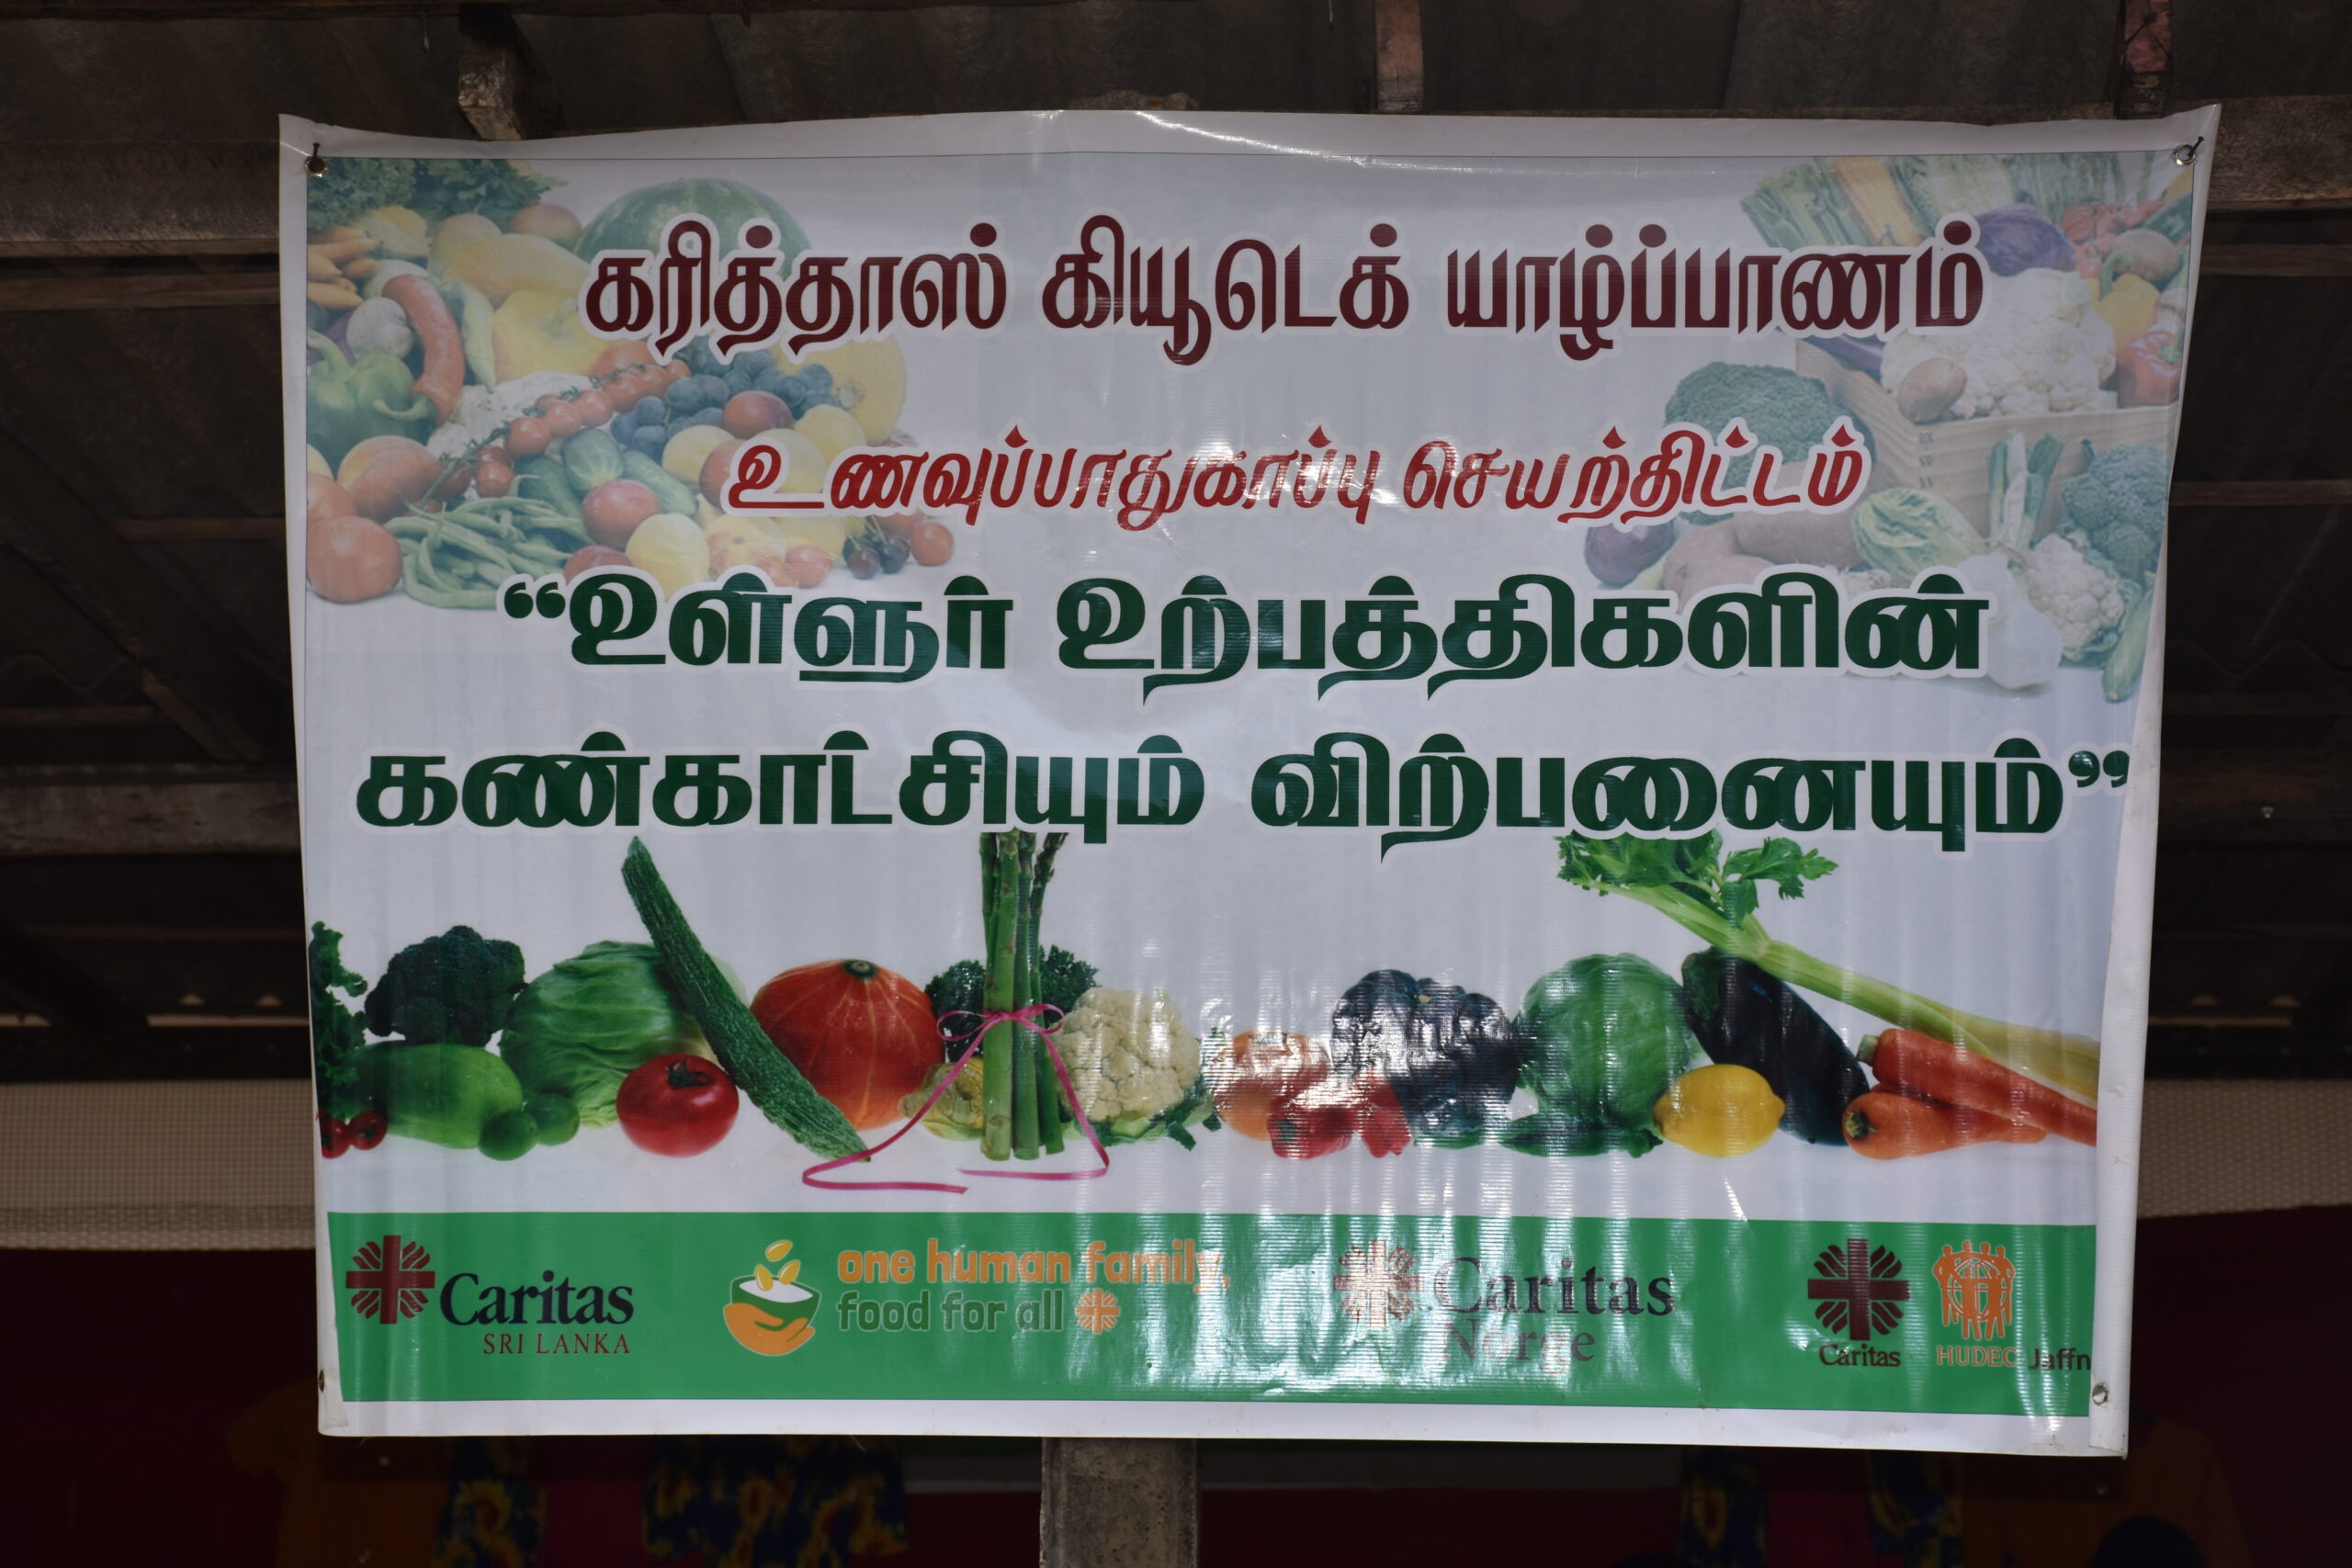 கரித்தாஸ் கியூடெக் யாழ்ப்பாணம்
உணவுப்பாதுகாப்பு செயற்திட்டம்
“உள்ளுர் உற்பத்திகளின்
கண்காட்சியும் விற்பனையும்”
Caritas
SRI LANKA
one human family,
food for all
Caritas
Norge
Caritas
HUDEC Jaffn